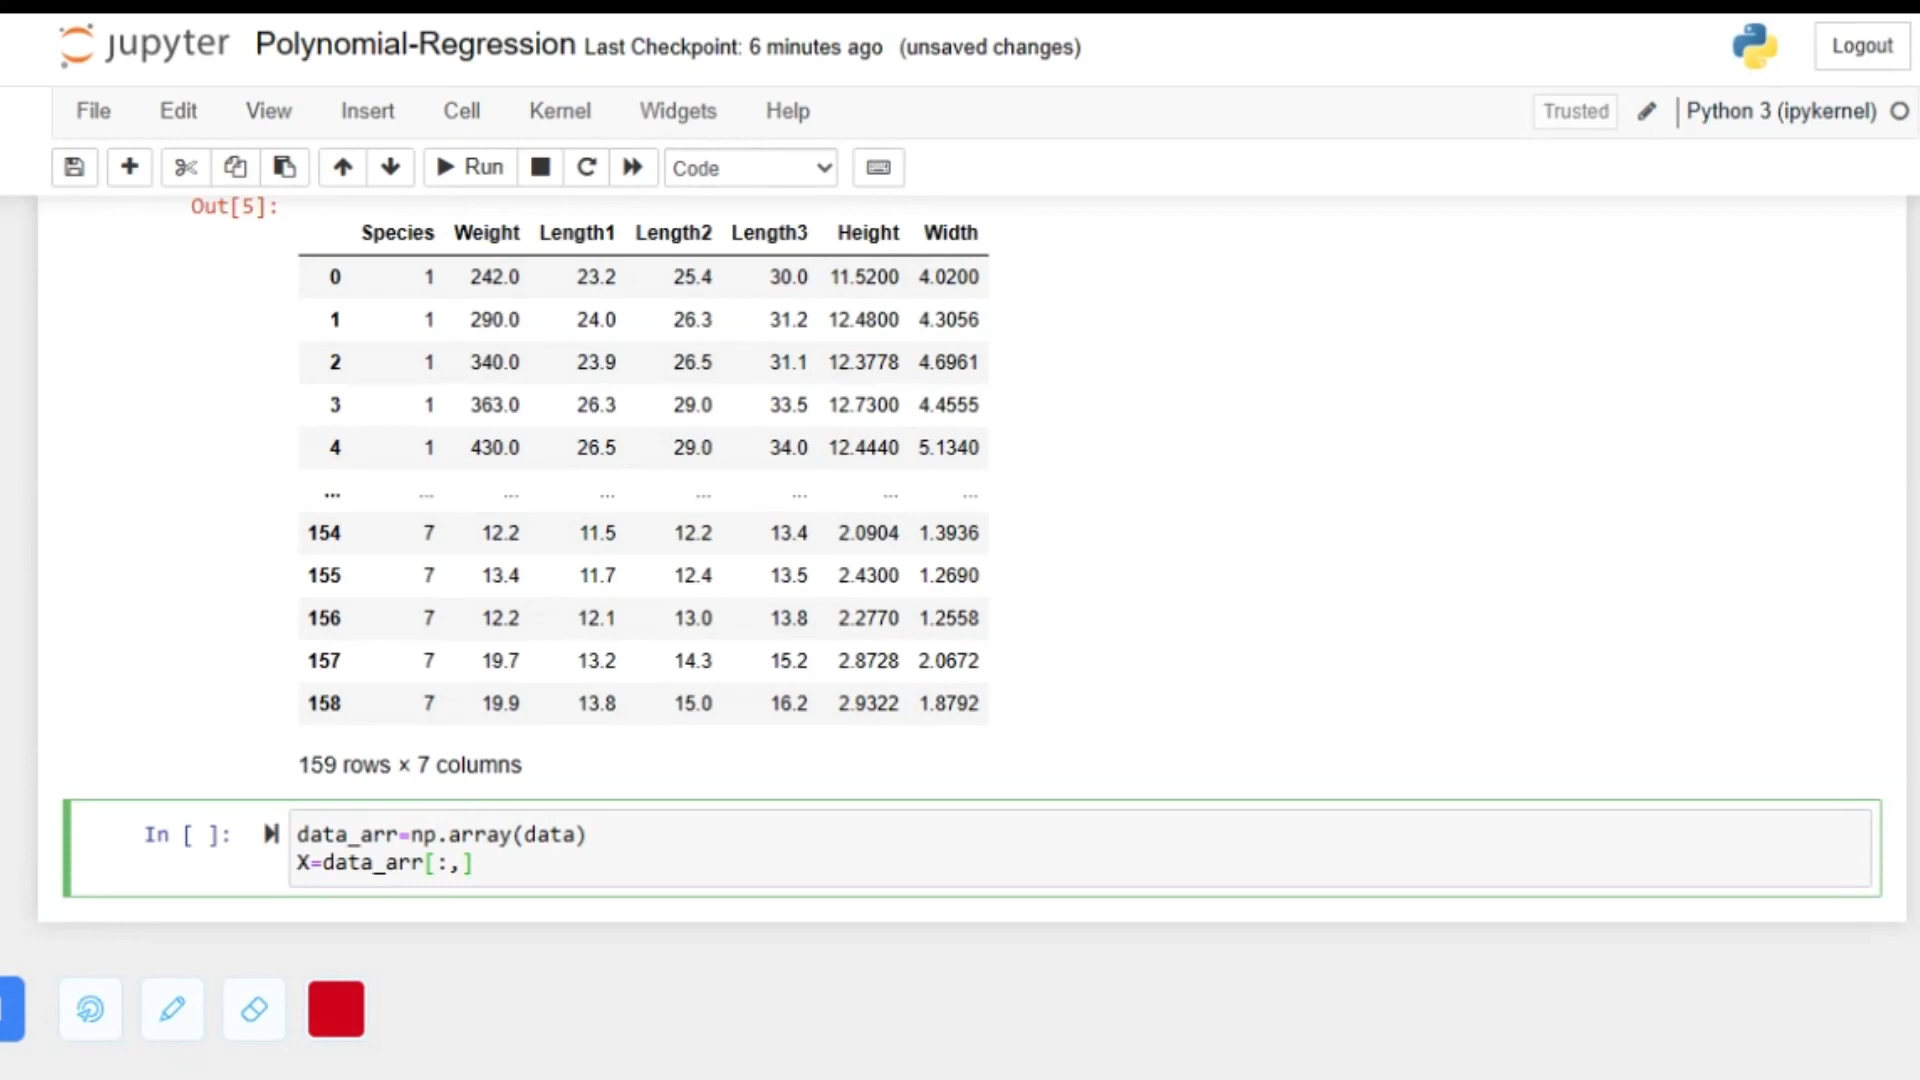 jupyter Polynomial-Regression Last Checkpoint: 6 minutes ago (unsaved changes) Logout
File Edit View Insert Cell Kernel Widgets Help Trusted Python 3 (ipykernel)
Run Code
Out[5]:
Species Weight Length1 Length2 Length3 Height Width
0 1 242.0 23.2 25.4 30.0 11.5200 4.0200
1 1 290.0 24.0 26.3 31.2 12.4800 4.3056
2 1 340.0 23.9 26.5 31.1 12.3778 4.6961
3 1 363.0 26.3 29.0 33.5 12.7300 4.4555
4 1 430.0 26.5 29.0 34.0 12.4440 5.1340
... ... ... ... ... ... ... ...
154 7 12.2 11.5 12.2 13.4 2.0904 1.3936
155 7 13.4 11.7 12.4 13.5 2.4300 1.2690
156 7 12.2 12.1 13.0 13.8 2.2770 1.2558
157 7 19.7 13.2 14.3 15.2 2.8728 2.0672
158 7 19.9 13.8 15.0 16.2 2.9322 1.8792
159 rows × 7 columns
In [ ]: data_arr=np.array(data)
X=data_arr[:,]